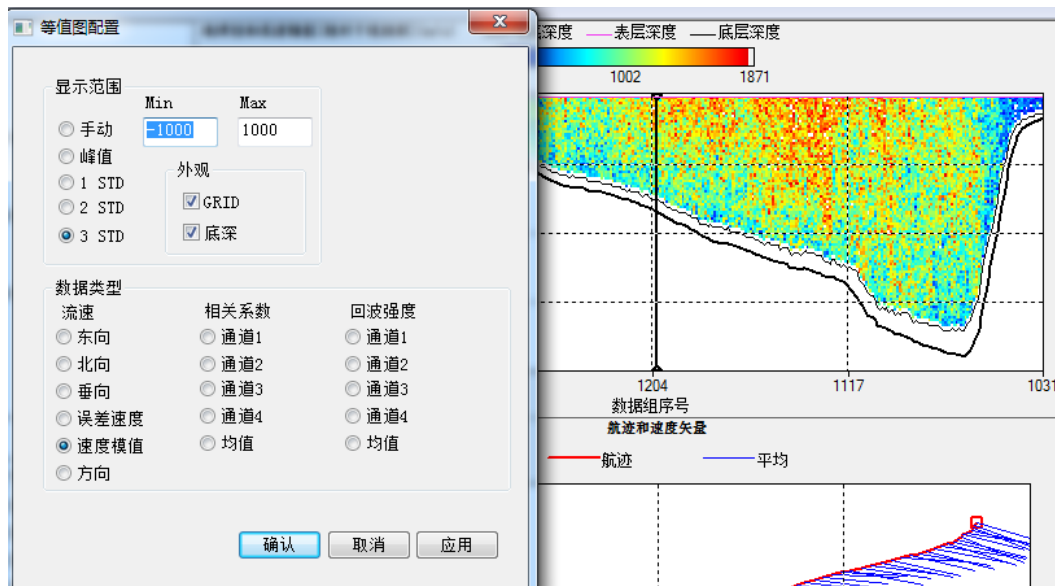 等值图配置
显示范围
Min Max
手动 -1000 1000
峰值
1 STD
2 STD
3 STD
外观
GRID
底深
数据类型
流速 相关系数 回波强度
东向 通道1 通道1
北向 通道2 通道2
垂向 通道3 通道3
误差速度 通道4 通道4
速度模值 均值 均值
方向
确认 取消 应用
深度 表层深度 底层深度
1002 1871
1204 1117 1031
数据组序号
航迹和速度矢量
航迹 平均